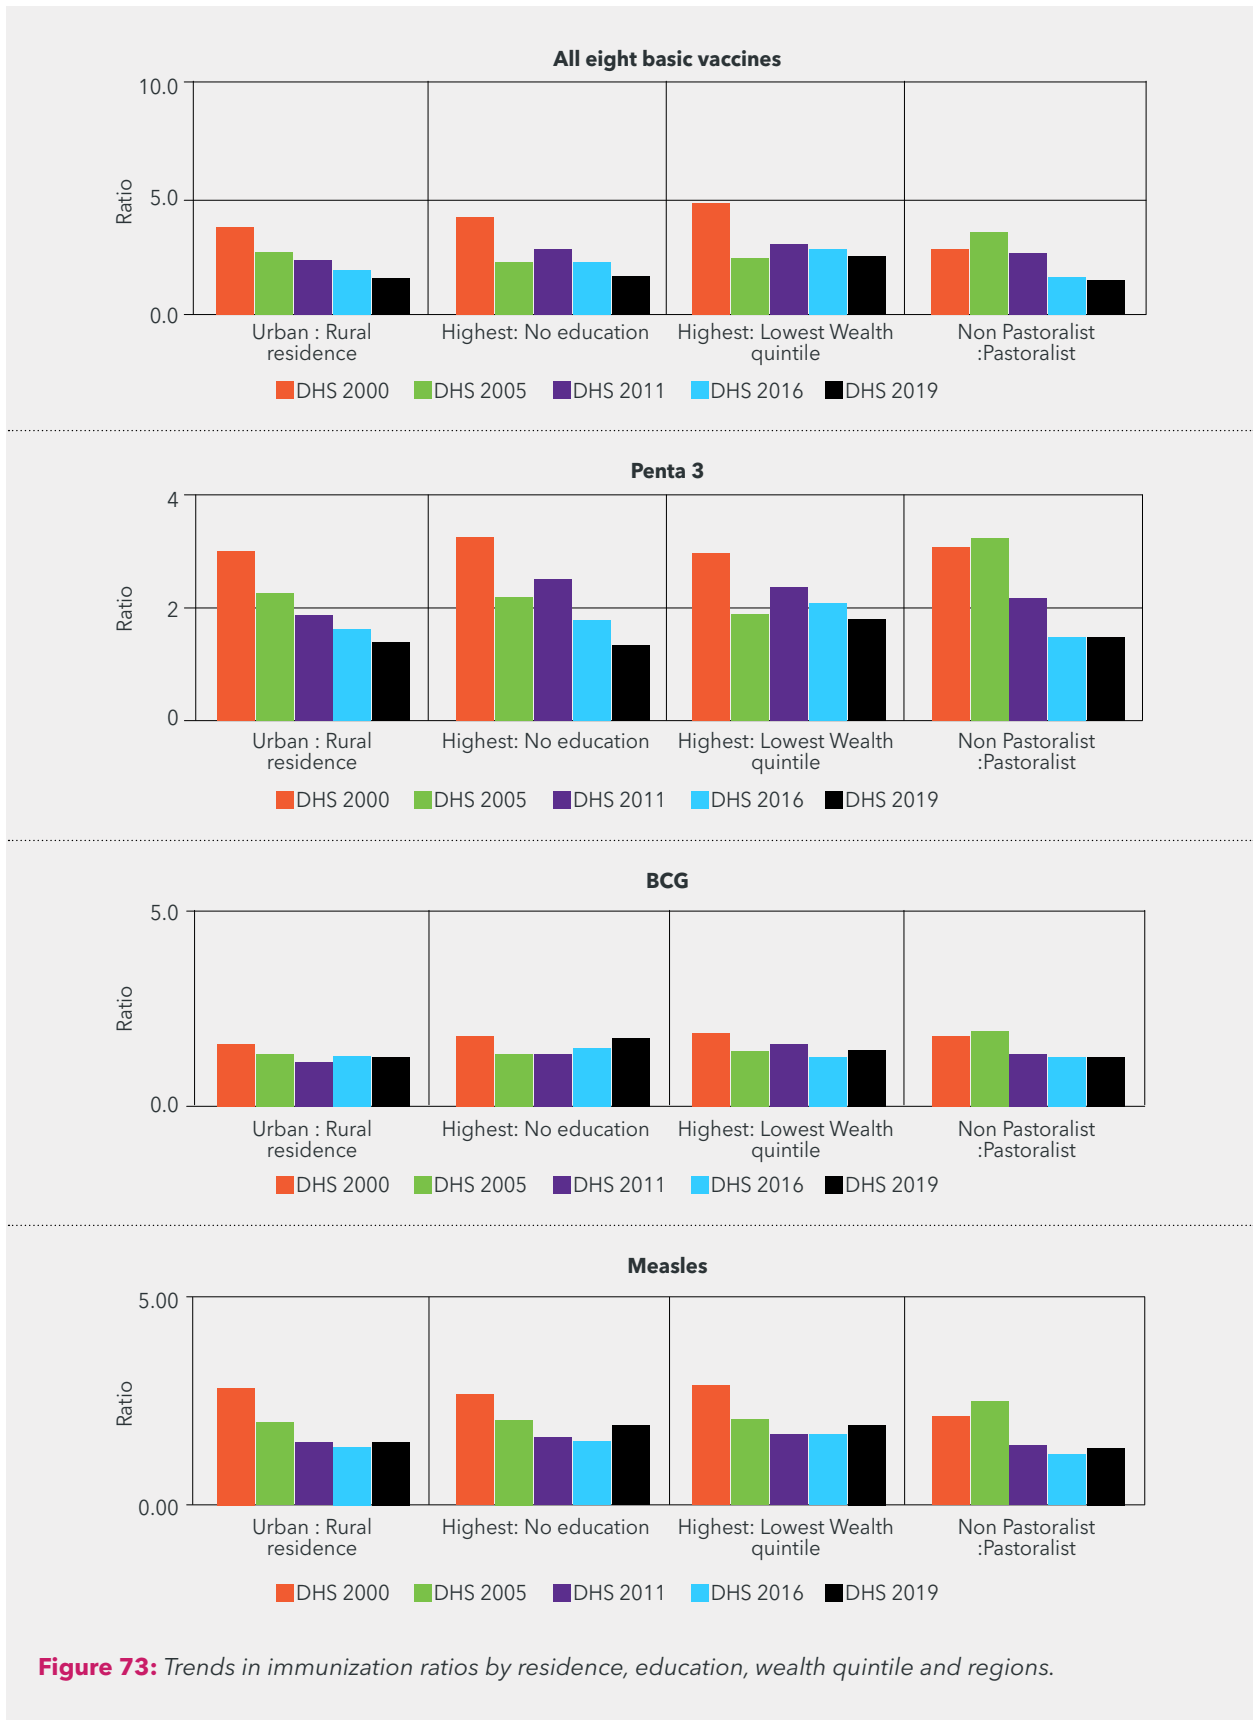 All eight basic vaccines
10.0
5.0
0.0
Ratio
Urban : Rural
residence
Highest: No education
Highest: Lowest Wealth
quintile
Non Pastoralist
:Pastoralist
DHS 2000 DHS 2005 DHS 2011 DHS 2016 DHS 2019
Penta 3
4
2
0
Ratio
Urban : Rural
residence
Highest: No education
Highest: Lowest Wealth
quintile
Non Pastoralist
:Pastoralist
DHS 2000 DHS 2005 DHS 2011 DHS 2016 DHS 2019
BCG
5.0
0.0
Ratio
Urban : Rural
residence
Highest: No education
Highest: Lowest Wealth
quintile
Non Pastoralist
:Pastoralist
DHS 2000 DHS 2005 DHS 2011 DHS 2016 DHS 2019
Measles
5.00
0.00
Ratio
Urban : Rural
residence
Highest: No education
Highest: Lowest Wealth
quintile
Non Pastoralist
:Pastoralist
DHS 2000 DHS 2005 DHS 2011 DHS 2016 DHS 2019
Figure 73: Trends in immunization ratios by residence, education, wealth quintile and regions.